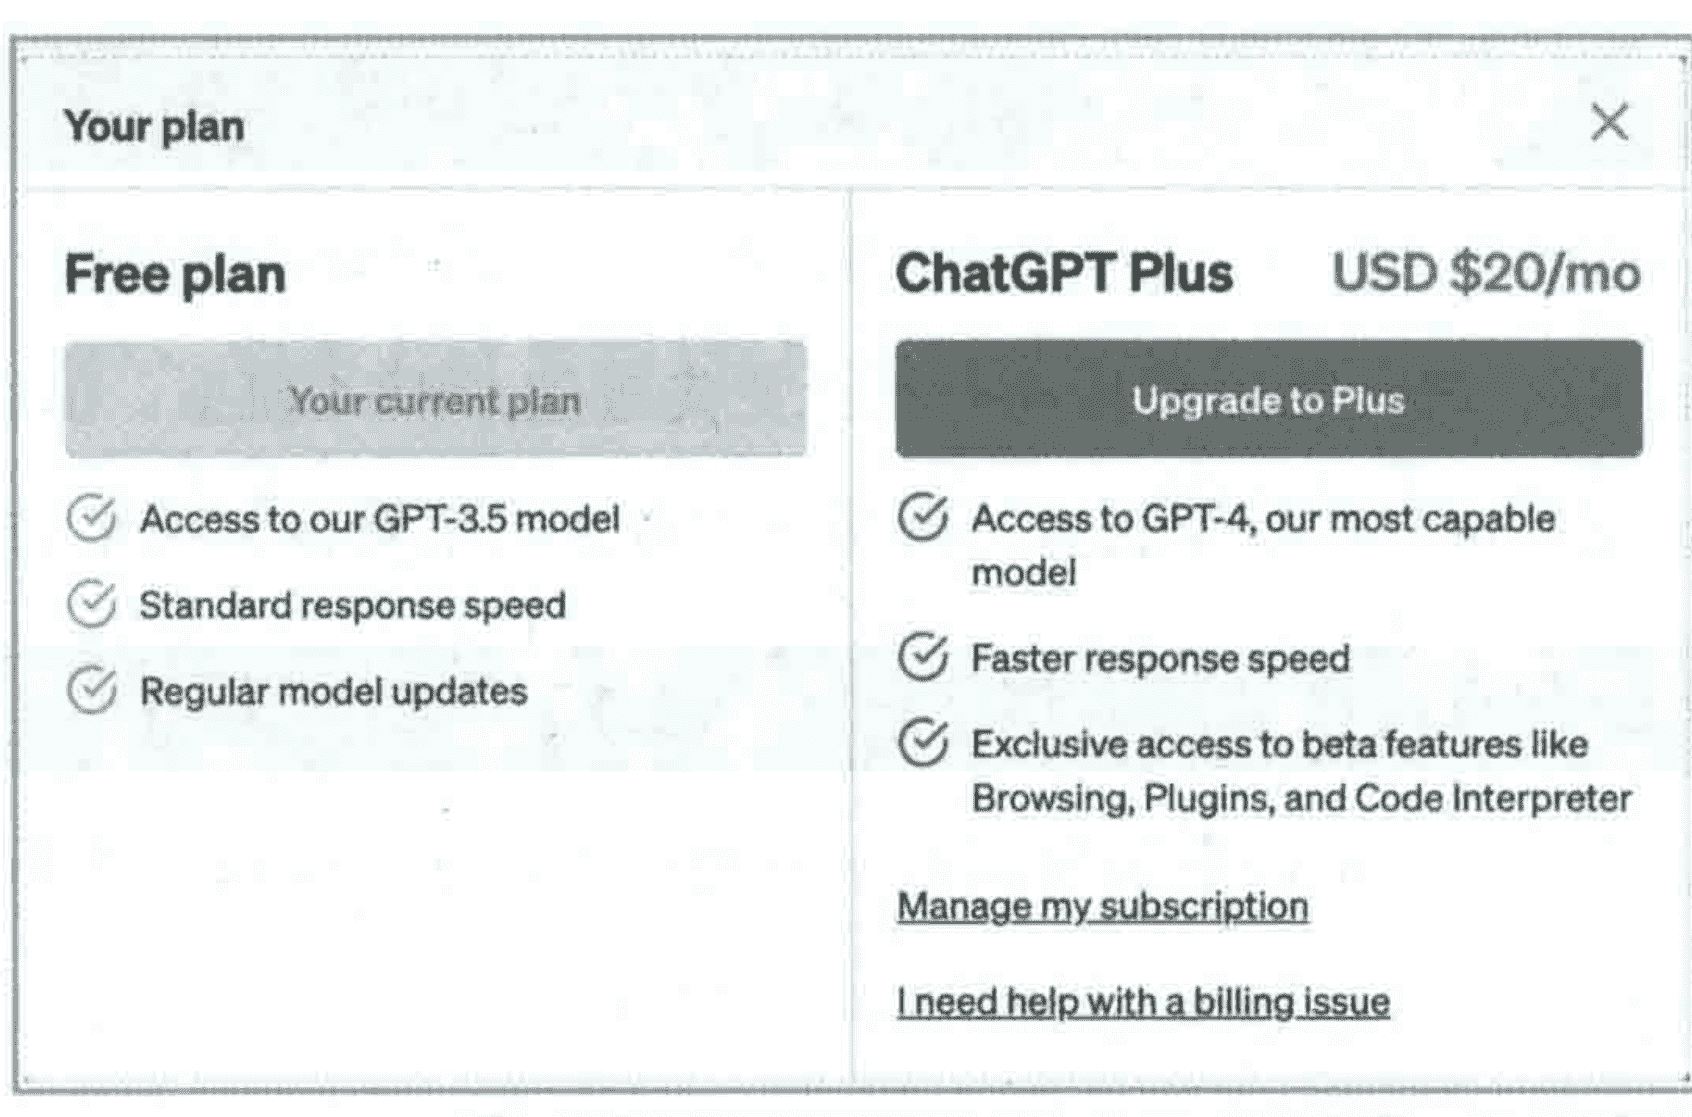 Your plan
Free plan
Your current plan
Access to our GPT-3.5 model
Standard response speed
Regular model updates
ChatGPT Plus USD $20/mo
Upgrade to Plus
Access to GPT-4, our most capable
model
Faster response speed
Exclusive access to beta features like
Browsing, Plugins, and Code Interpreter
Manage my subscription
I need help with a billing issue